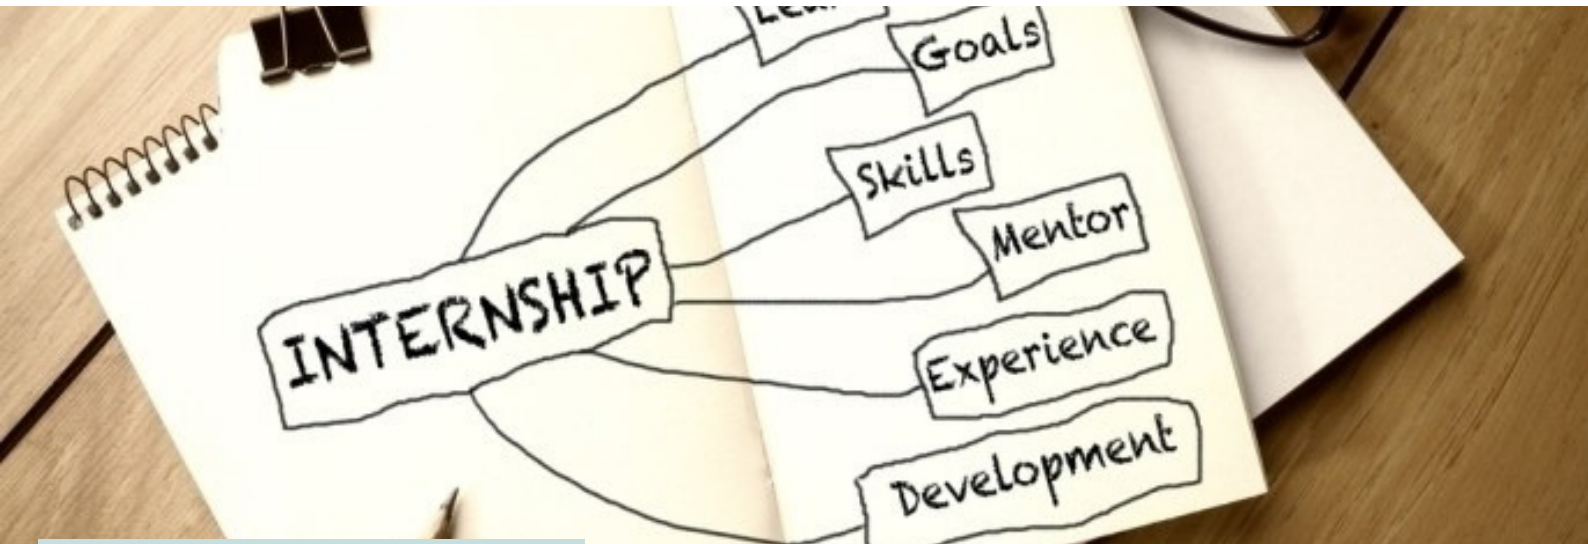 Goals
Skills
Mentor
INTERNSHIP
Experience
Development